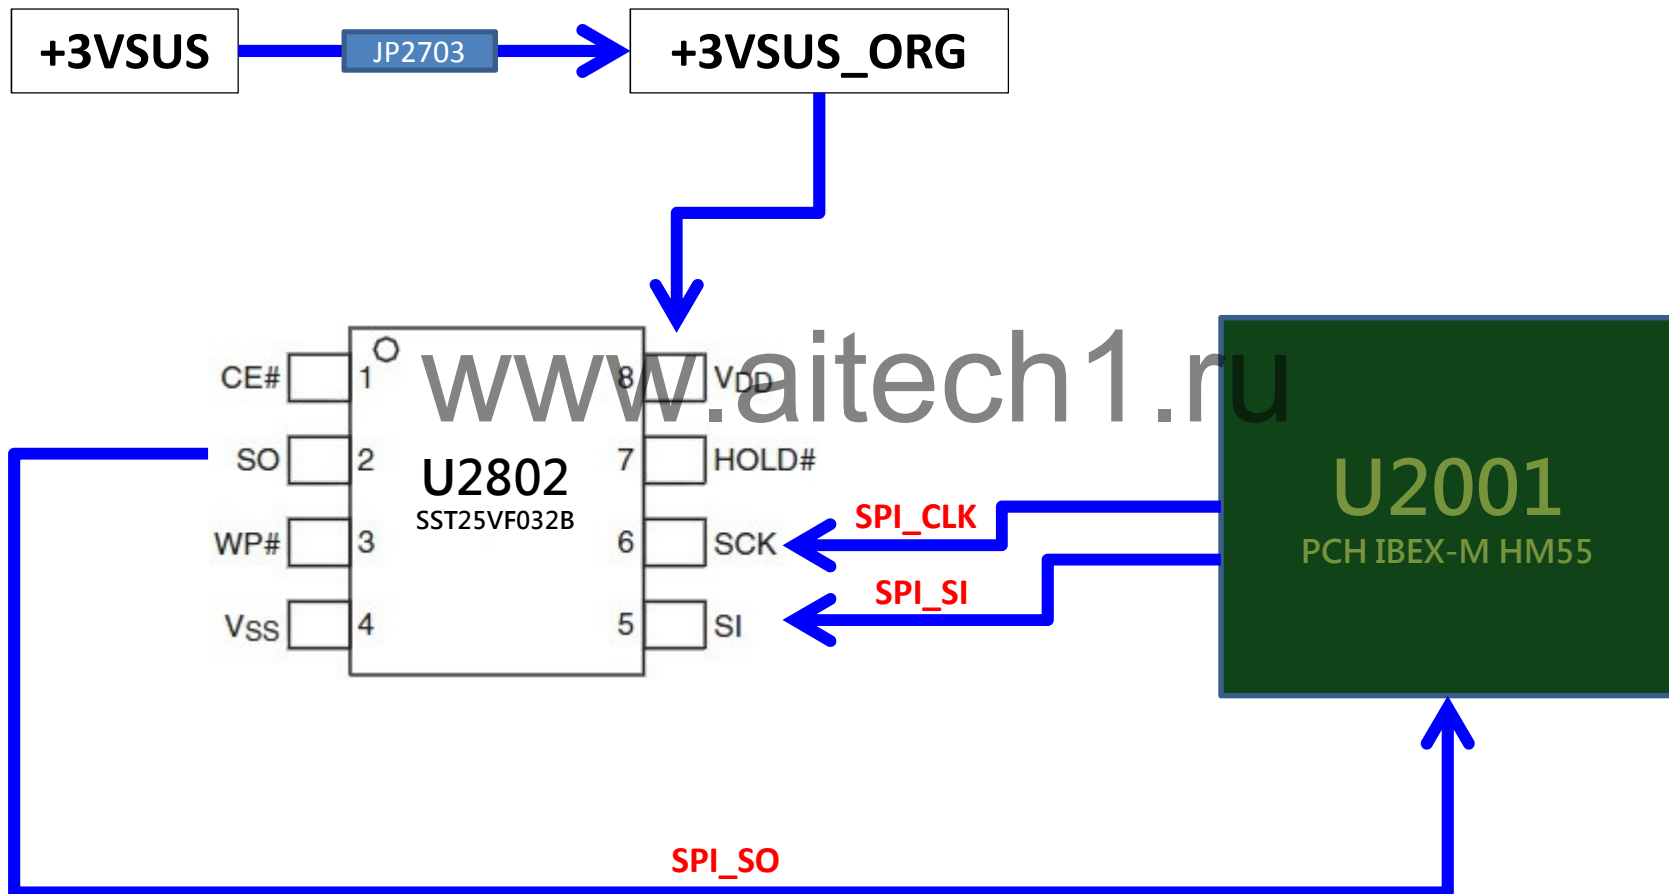 +3VSUS
JP2703
+3VSUS_ORG
www.aitech1.ru
CE# 1 8 VDD
SO 2 7 HOLD#
WP# 3 6 SCK
VSS 4 5 SI
U2802
SST25VF032B
SPI_CLK
SPI_SI
U2001
PCH IBEX-M HM55
SPI_SO